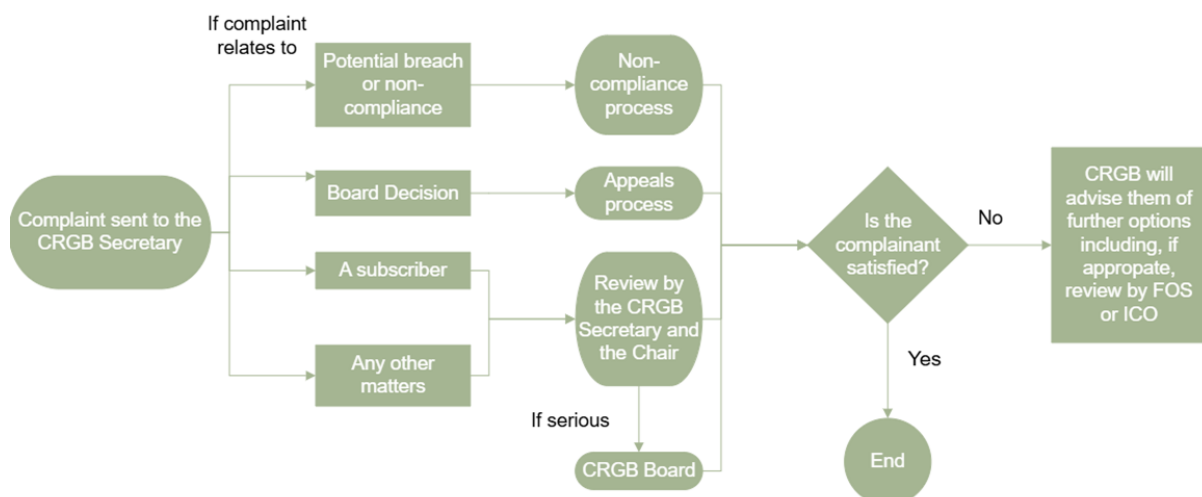 If complaint
relates to
Potential breach
or non-
compliance
Non-
compliance
process
Complaint sent to the
CRGB Secretary
Board Decision
Appeals
process
A subscriber
Any other
matters
Review by
the CRGB
Secretary and
the Chair
If serious
CRGB Board
Is the
complainant
satisfied?
No
CRGB will
advise them of
further options
including, if
appropate,
review by FOS
or ICO
Yes
End